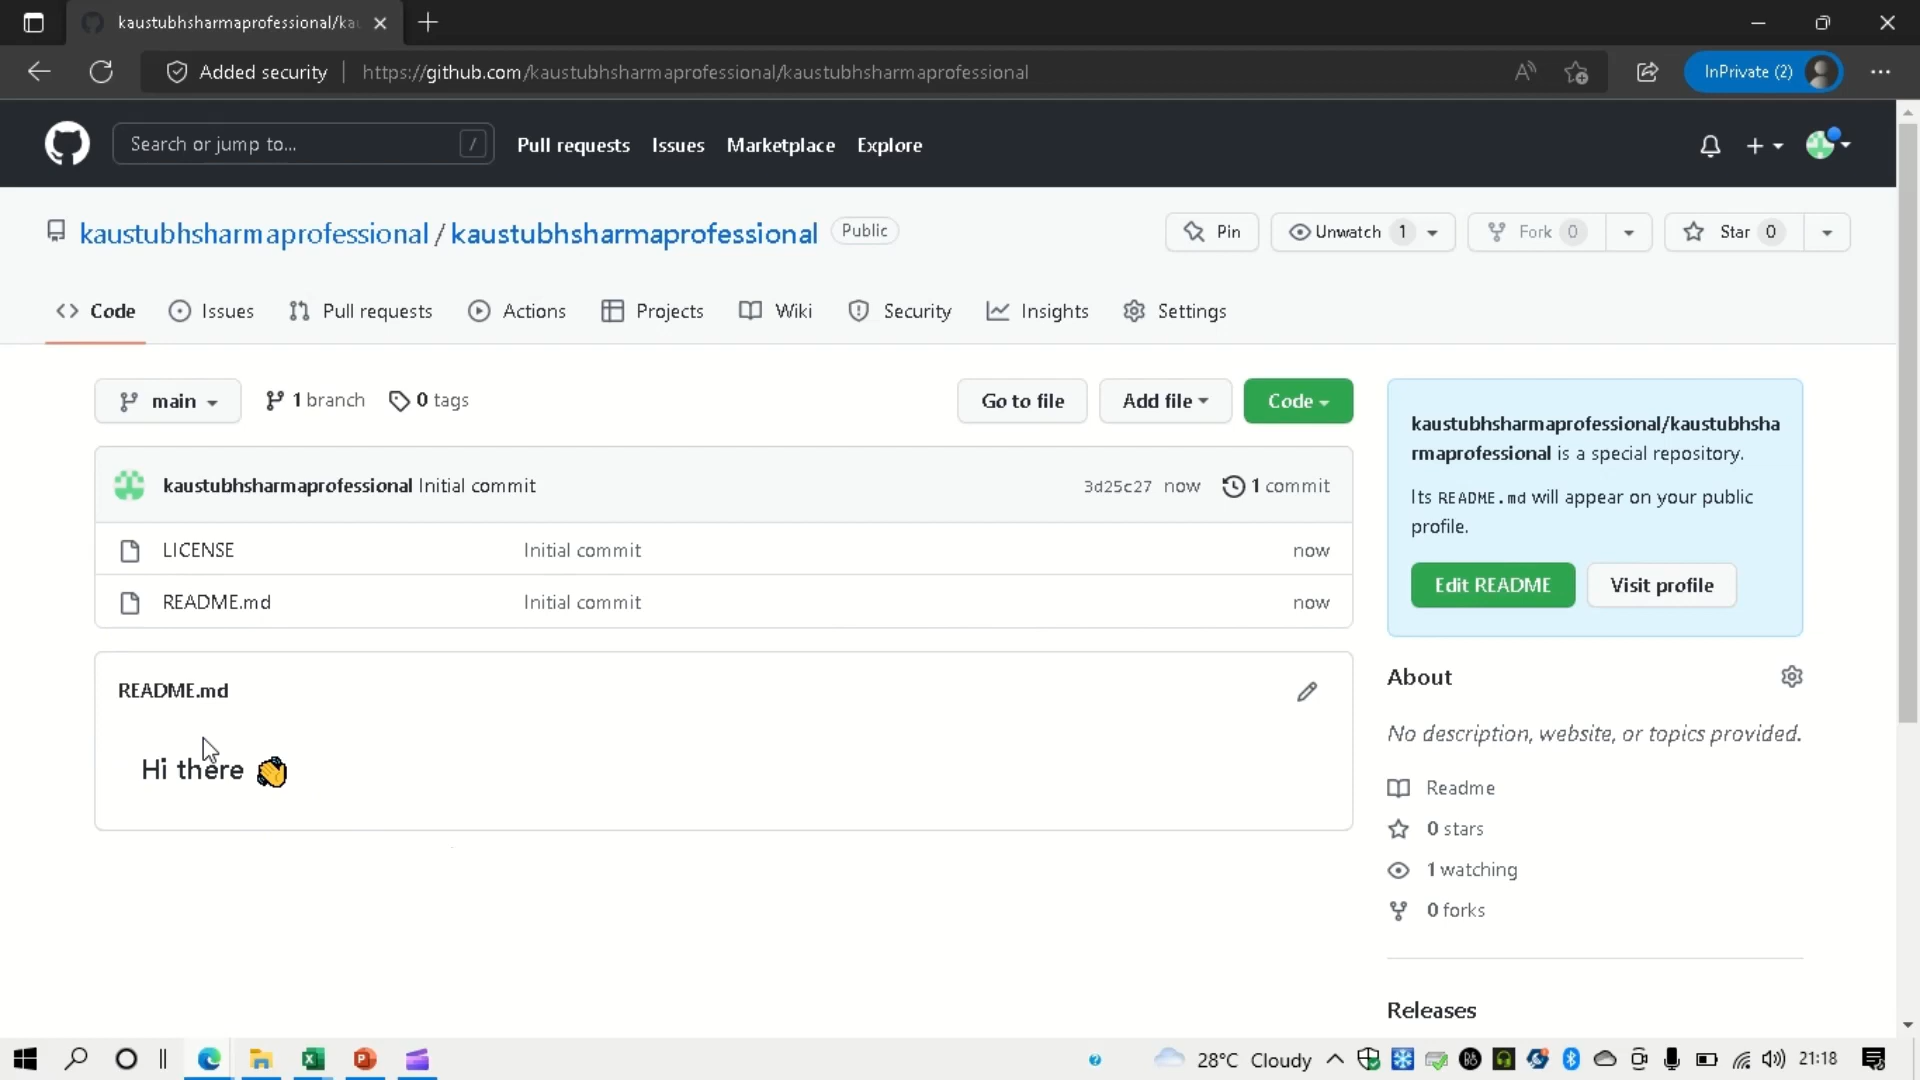 kaustubhsharmaprofessional/kau
Added security
https://github.com/kaustubhsharmaprofessional/kaustubhsharmaprofessional
InPrivate (2)
Search or jump to...
/
Pull requests
Issues
Marketplace
Explore
kaustubhsharmaprofessional / kaustubhsharmaprofessional
Public
Pin
Unwatch 1
Fork 0
Star 0
Code
Issues
Pull requests
Actions
Projects
Wiki
Security
Insights
Settings
main
1 branch
0 tags
Go to file
Add file
Code
kaustubhsharmaprofessional Initial commit
3d25c27 now
1 commit
LICENSE
Initial commit
now
README.md
Initial commit
now
README.md
Hi there 👋
kaustubhsharmaprofessional/kaustubhsha
rmaprofessional is a special repository.
Its README.md will appear on your public
profile.
Edit README
Visit profile
About
No description, website, or topics provided.
Readme
0 stars
1 watching
0 forks
Releases
28°C Cloudy
21:18